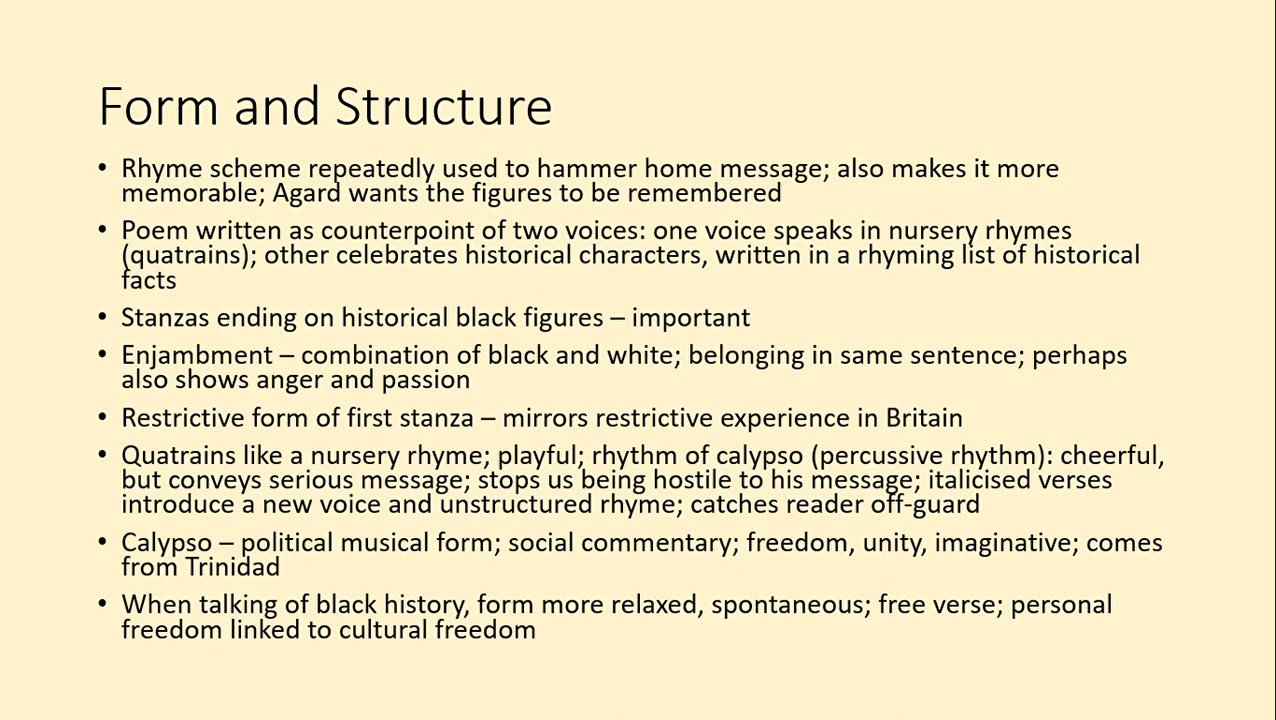 Form and Structure
• Rhyme scheme repeatedly used to hammer home message; also makes it more
memorable; Agard wants the figures to be remembered
• Poem written as counterpoint of two voices: one voice speaks in nursery rhymes
(quatrains); other celebrates historical characters, written in a rhyming list of historical
facts
• Stanzas ending on historical black figures – important
• Enjambment – combination of black and white; belonging in same sentence; perhaps
also shows anger and passion
• Restrictive form of first stanza – mirrors restrictive experience in Britain
• Quatrains like a nursery rhyme; playful; rhythm of calypso (percussive rhythm): cheerful,
but conveys serious message; stops us being hostile to his message; italicised verses
introduce a new voice and unstructured rhyme; catches reader off-guard
• Calypso – political musical form; social commentary; freedom, unity, imaginative; comes
from Trinidad
• When talking of black history, form more relaxed, spontaneous; free verse; personal
freedom linked to cultural freedom